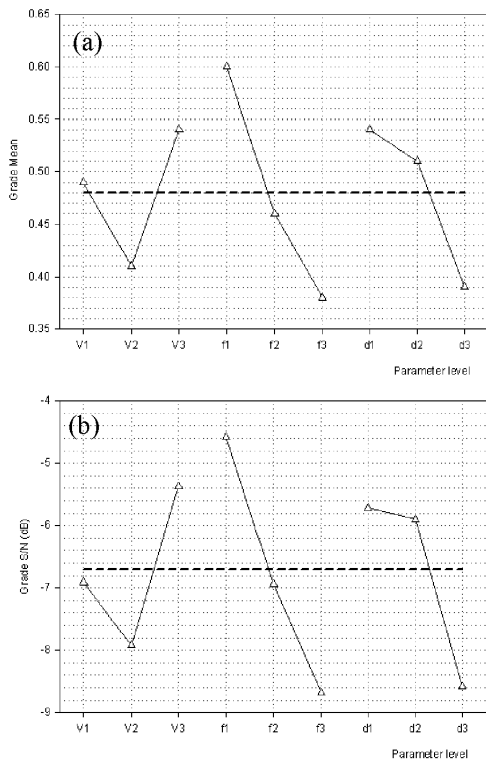 (a)
0.65
0.60
0.55
0.50
0.45
0.40
0.35
Grade Mean
V1 V2 V3 f1 f2 f3 d1 d2 d3
Parameter level
(b)
-4
-5
-6
-7
-8
-9
Grade S/N (dB)
V1 V2 V3 f1 f2 f3 d1 d2 d3
Parameter level